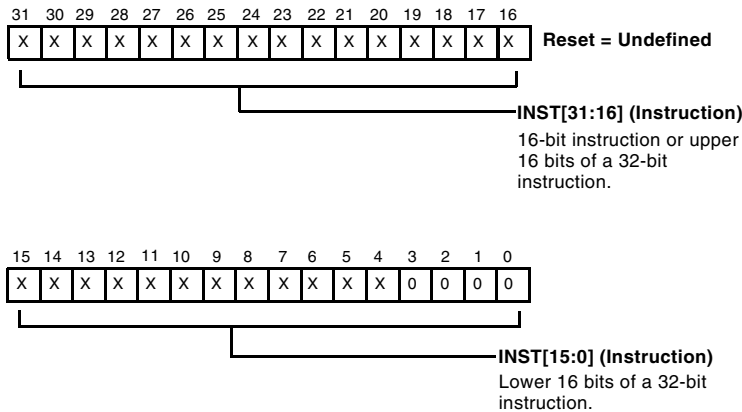 31 30 29 28 27 26 25 24 23 22 21 20 19 18 17 16
X X X X X X X X X X X X X X X X Reset = Undefined
INST[31:16] (Instruction)
16-bit instruction or upper
16 bits of a 32-bit
instruction.
15 14 13 12 11 10 9 8 7 6 5 4 3 2 1 0
X X X X X X X X X X X X 0 0 0 0
INST[15:0] (Instruction)
Lower 16 bits of a 32-bit
instruction.